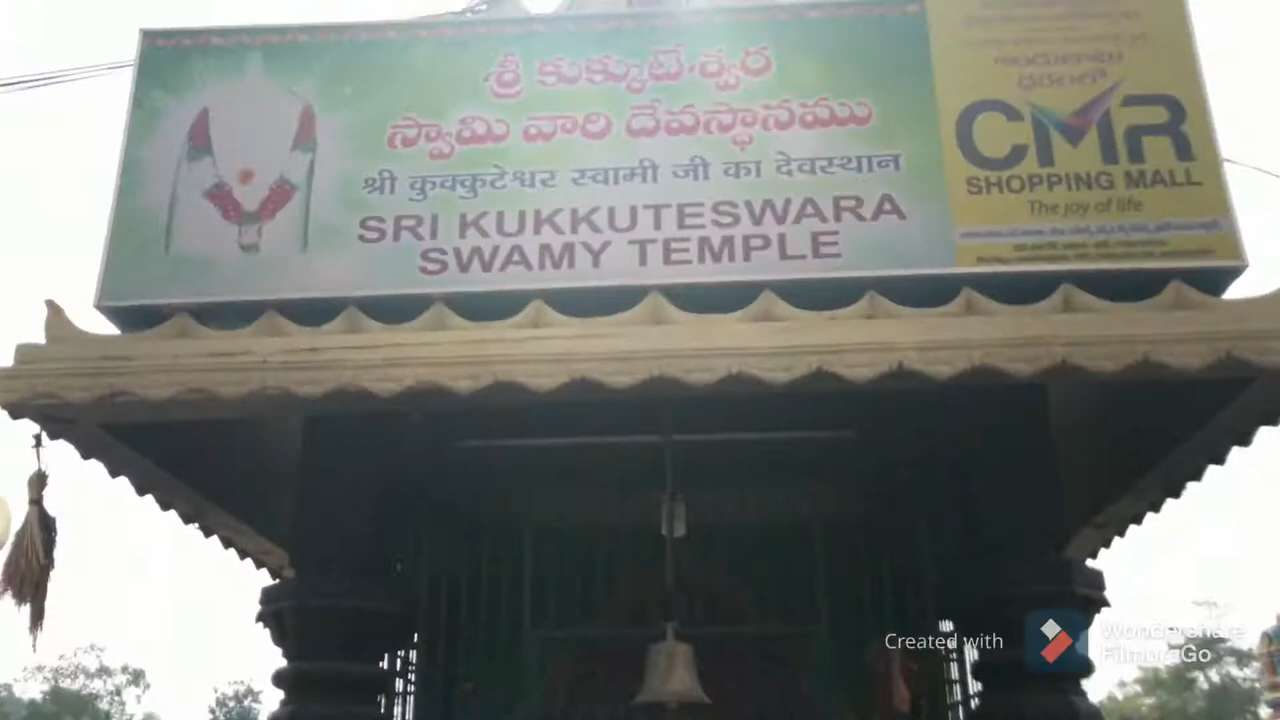 శ్రీ కుక్కుటేశ్వర
స్వామి వారి దేవస్థానము
श्री कुक्कुटेश्वर स्वामी जी का देवस्थान
SRI KUKKUTESWARA
SWAMY TEMPLE
CMR
SHOPPING MALL
The joy of life
Created with
Wondershare
FilmoraGo